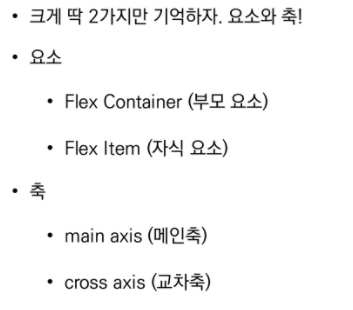 • 크게 딱 2가지만 기억하자. 요소와 축!
• 요소
• Flex Container (부모 요소)
• Flex Item (자식 요소)
• 축
• main axis (메인축)
• cross axis (교차축)